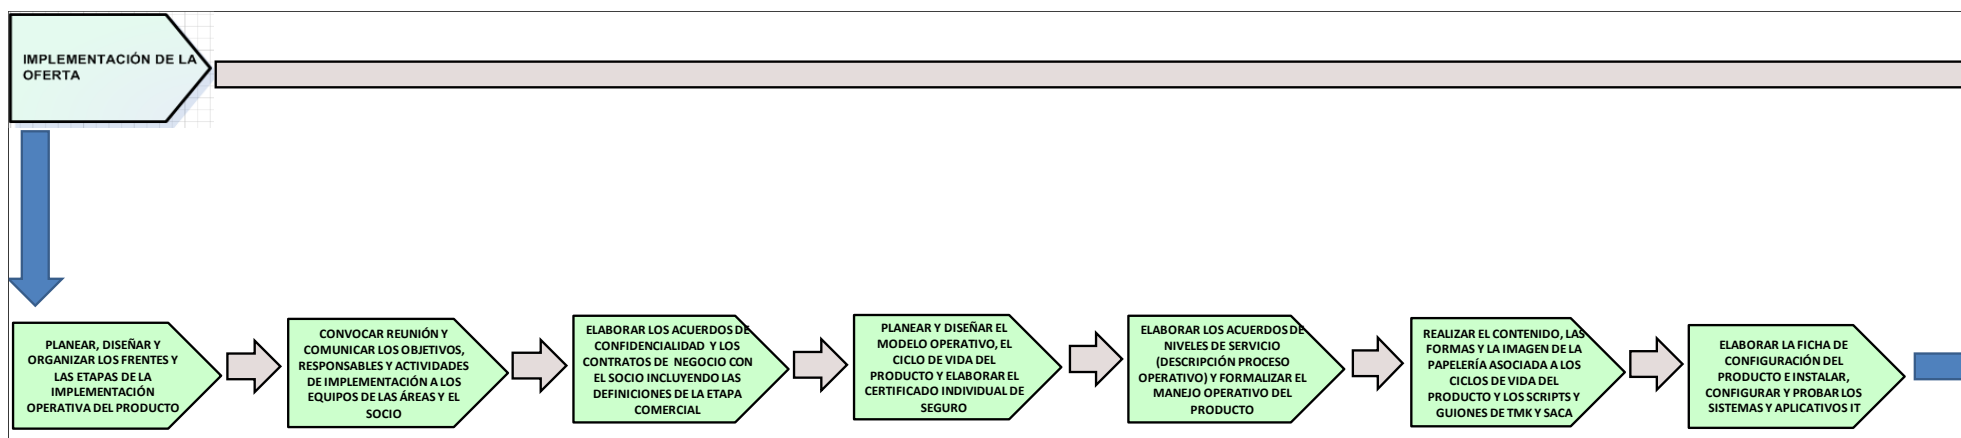 IMPLEMENTACIÓN DE LA
OFERTA
PLANEAR, DISEÑAR Y
ORGANIZAR LOS FRENTES Y
LAS ETAPAS DE LA
IMPLEMENTACIÓN
OPERATIVA DEL PRODUCTO
CONVOCAR REUNIÓN Y
COMUNICAR LOS OBJETIVOS,
RESPONSABLES Y ACTIVIDADES
DE IMPLEMENTACIÓN A LOS
EQUIPOS DE LAS ÁREAS Y EL
SOCIO
ELABORAR LOS ACUERDOS DE
CONFIDENCIALIDAD Y LOS
CONTRATOS DE NEGOCIO CON
EL SOCIO INCLUYENDO LAS
DEFINICIONES DE LA ETAPA
COMERCIAL
PLANEAR Y DISEÑAR EL
MODELO OPERATIVO, EL
CICLO DE VIDA DEL
PRODUCTO Y ELABORAR EL
CERTIFICADO INDIVIDUAL DE
SEGURO
ELABORAR LOS ACUERDOS DE
NIVELES DE SERVICIO
(DESCRIPCIÓN PROCESO
OPERATIVO) Y FORMALIZAR EL
MANEJO OPERATIVO DEL
PRODUCTO
REALIZAR EL CONTENIDO, LAS
FORMAS Y LA IMAGEN DE LA
PAPELERÍA ASOCIADA A LOS
CICLOS DE VIDA DEL
PRODUCTO Y LOS SCRIPTS Y
GUIONES DE TMK Y SACA
ELABORAR LA FICHA DE
CONFIGURACIÓN DEL
PRODUCTO E INSTALAR,
CONFIGURAR Y PROBAR LOS
SISTEMAS Y APLICATIVOS IT